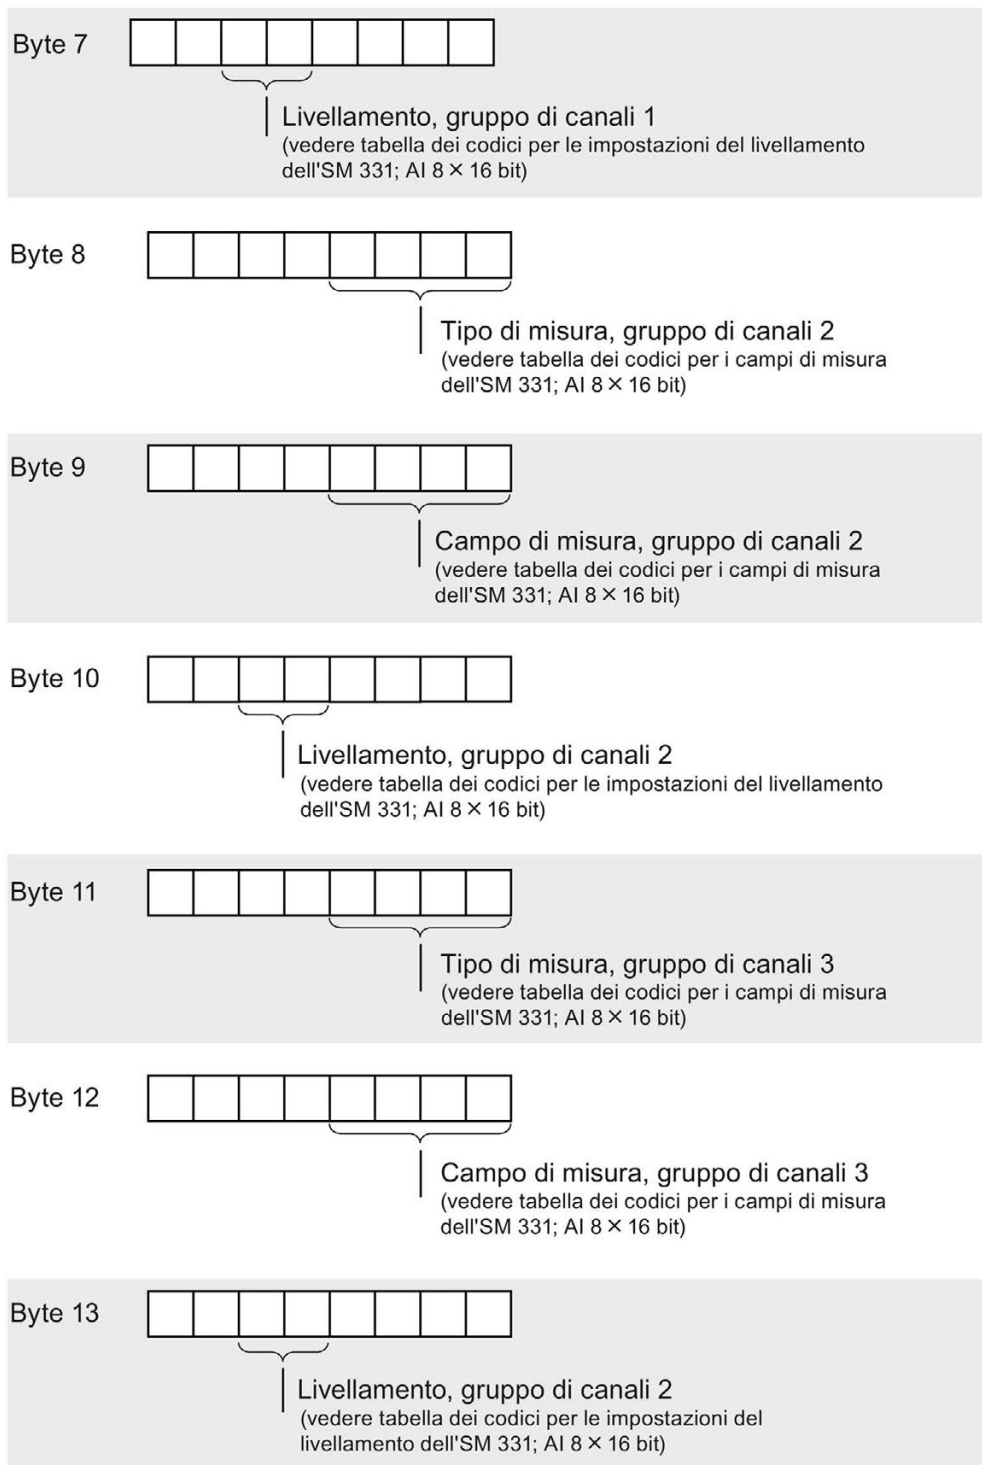 Byte 7
Livellamento, gruppo di canali 1
(vedere tabella dei codici per le impostazioni del livellamento
dell'SM 331; AI 8 × 16 bit)
Byte 8
Tipo di misura, gruppo di canali 2
(vedere tabella dei codici per i campi di misura
dell'SM 331; AI 8 × 16 bit)
Byte 9
Campo di misura, gruppo di canali 2
(vedere tabella dei codici per i campi di misura
dell'SM 331; AI 8 × 16 bit)
Byte 10
Livellamento, gruppo di canali 2
(vedere tabella dei codici per le impostazioni del livellamento
dell'SM 331; AI 8 × 16 bit)
Byte 11
Tipo di misura, gruppo di canali 3
(vedere tabella dei codici per i campi di misura
dell'SM 331; AI 8 × 16 bit)
Byte 12
Campo di misura, gruppo di canali 3
(vedere tabella dei codici per i campi di misura
dell'SM 331; AI 8 × 16 bit)
Byte 13
Livellamento, gruppo di canali 2
(vedere tabella dei codici per le impostazioni del
livellamento dell'SM 331; AI 8 × 16 bit)